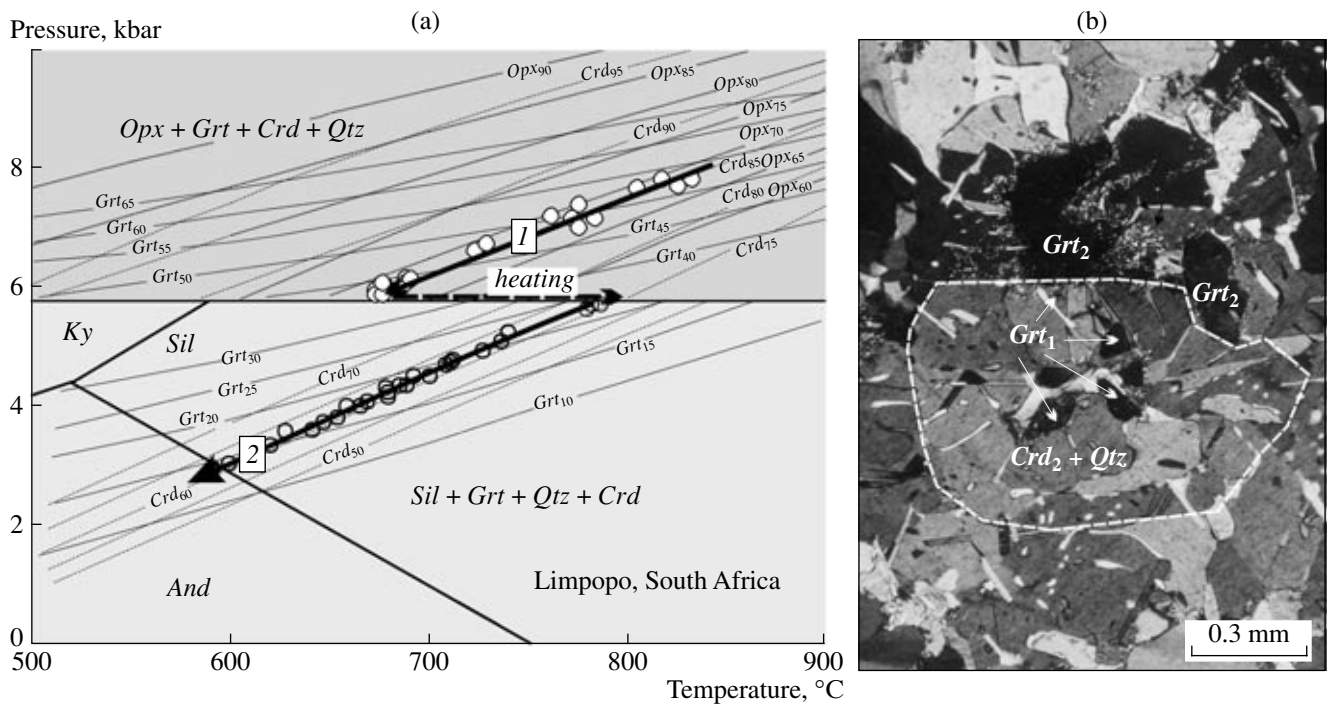 (a)
(b)
Pressure, kbar
Opx90
Crd95
Opx85
Opx80
Opx75
Opx + Grt + Crd + Qtz
Crd90
Opx70
8
Crd85 Opx65
Grt65
Crd80 Opx60
Grt60
1
Grt45
Grt55
Crd75
Grt50
Grt40
heating
6
Ky
Sil
Grt30
Grt15
Crd70
Grt25
Grt10
4
Grt20
2
Crd50
Crd60
Sil + Grt + Qtz + Crd
2
And
Limpopo, South Africa
0
500
600
700
800
900
Temperature, °C
Grt2
Grt2
Grt1
Crd2 + Qtz
0.3 mm